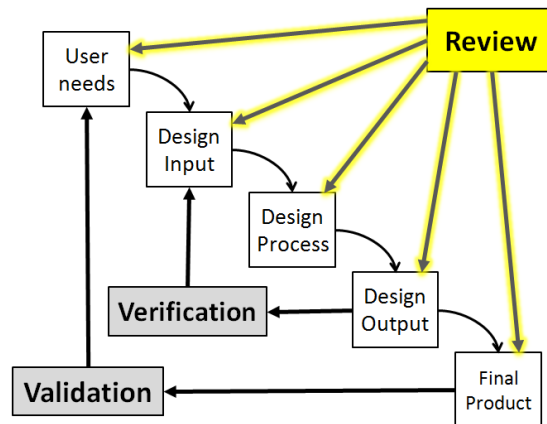 User
needs
Review
Design
Input
Design
Process
Verification
Design
Output
Validation
Final
Product